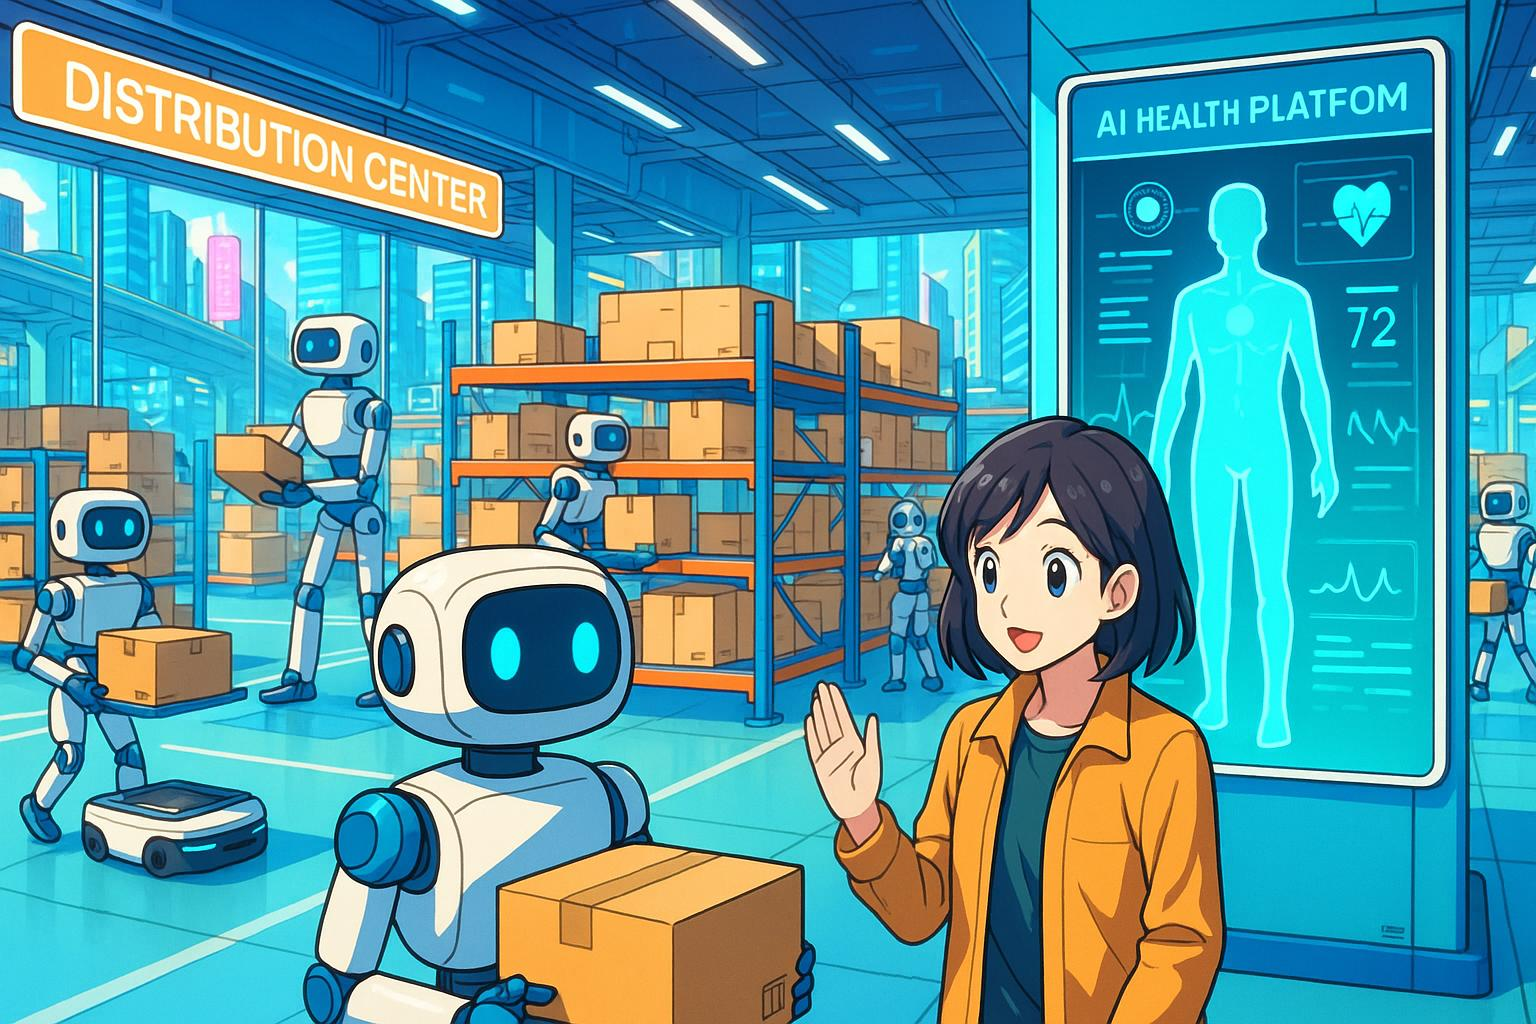 DISTRIBUTION CENTER
AI HEALTH PLATFOM
72